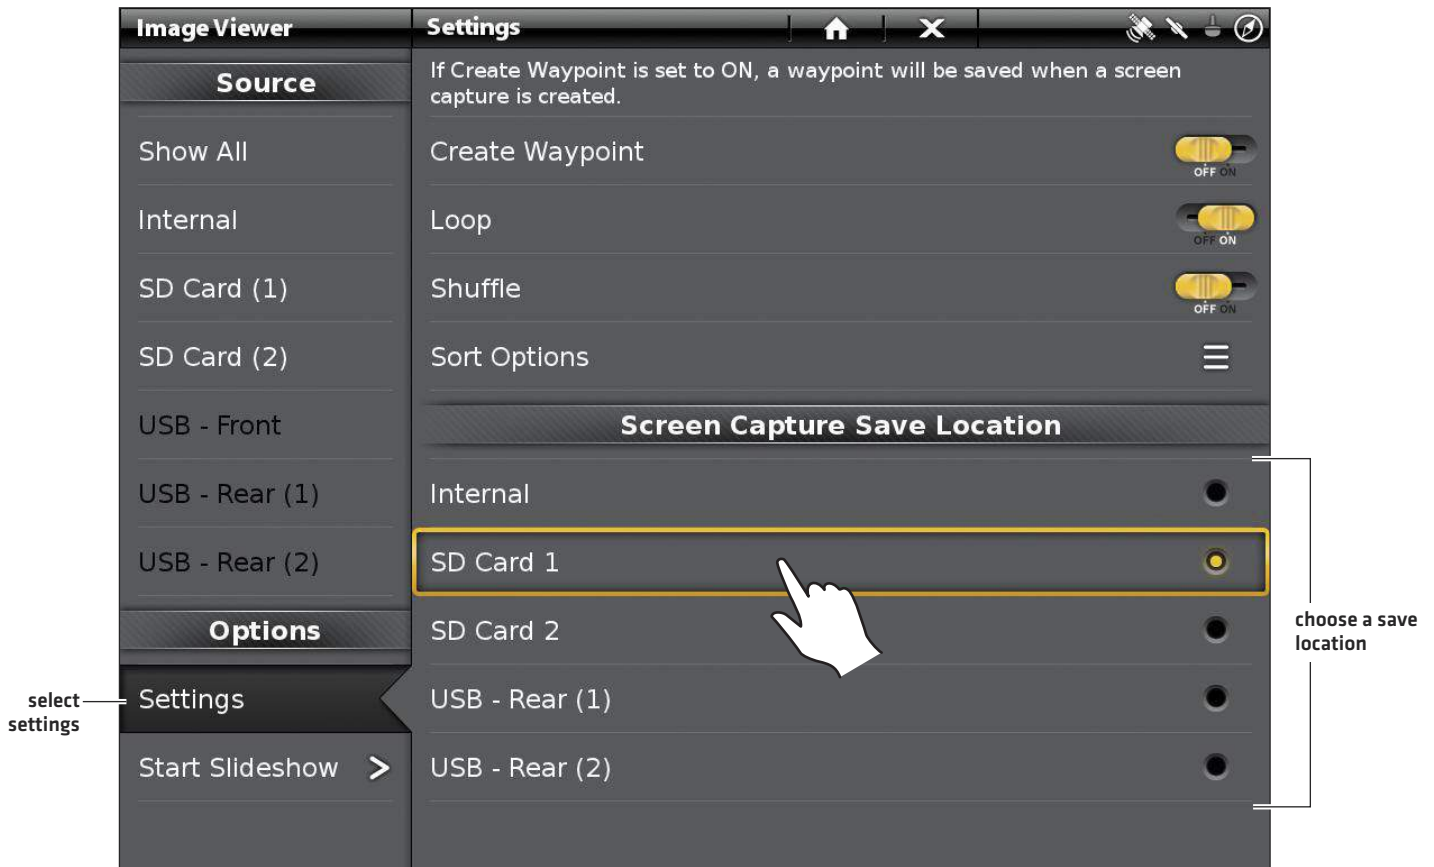 Image Viewer
Source
Show All
Internal
SD Card (1)
SD Card (2)
USB - Front
USB - Rear (1)
USB - Rear (2)
Options
Settings
Start Slideshow
select
settings
Settings
If Create Waypoint is set to ON, a waypoint will be saved when a screen
capture is created.
Create Waypoint
OFF ON
Loop
OFF ON
Shuffle
OFF ON
Sort Options
Screen Capture Save Location
Internal
SD Card 1
SD Card 2
USB - Rear (1)
USB - Rear (2)
choose a save
location